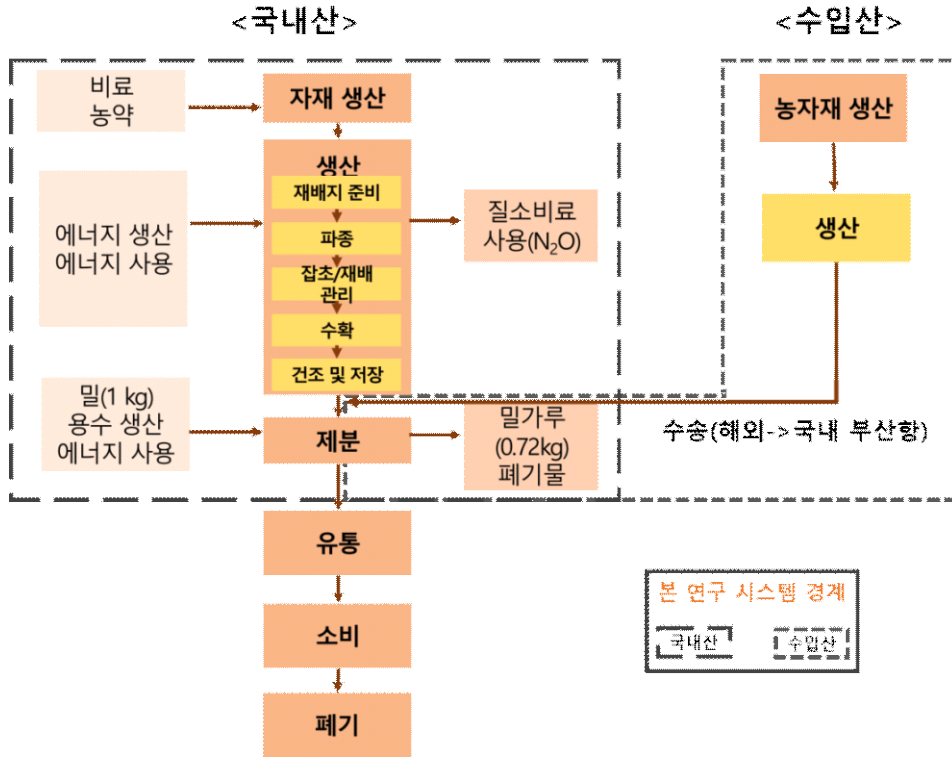 <국내산>
<수입산>
비료
농약
자재 생산
농자재 생산
생산
재배지 준비
파종
잡초/재배
관리
수확
건조 및 저장
에너지 생산
에너지 사용
질소비료
사용(N₂O)
생산
밀(1 kg)
용수 생산
에너지 사용
제분
밀가루
(0.72kg)
폐기물
수송(해외->국내 부산항)
유통
소비
폐기
본 연구 시스템 경계
국내산
수입산